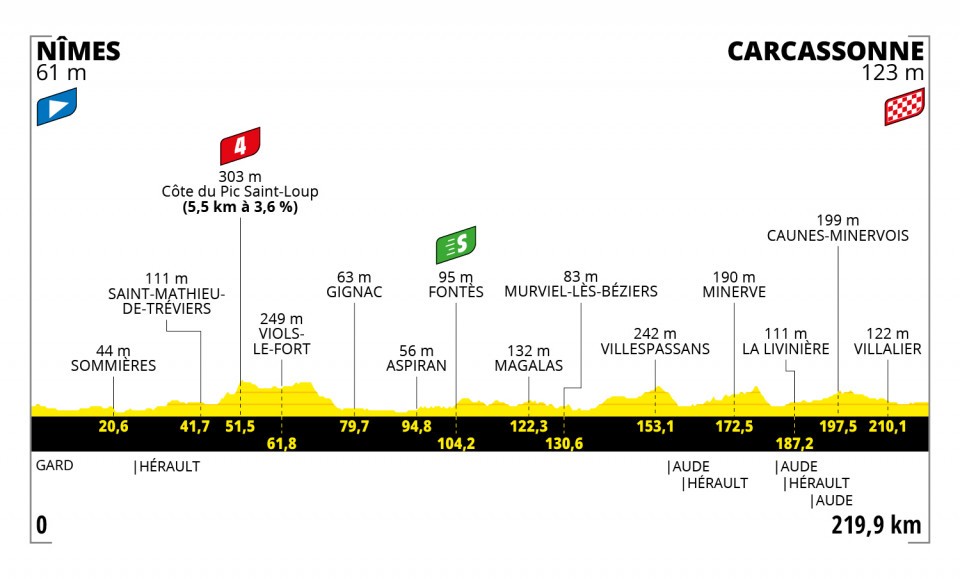 NÎMES
61 m
CARCASSONNE
123 m
4
303 m
Côte du Pic Saint-Loup
(5,5 km à 3,6 %)
S
199 m
CAUNES-MINERVOIS
111 m
SAINT-MATHIEU-
DE-TRÉVIERS
63 m
GIGNAC
95 m
FONTÈS
83 m
MURVIEL-LÈS-BÉZIERS
190 m
MINERVE
44 m
SOMMIÈRES
249 m
VIOLS-
LE-FORT
56 m
ASPIRAN
132 m
MAGALAS
242 m
VILLESPASSANS
111 m
LA LIVINIÈRE
122 m
VILLALIER
20,6 41,7 51,5 79,7 94,8 122,3 153,1 172,5 197,5 210,1
61,8 104,2 130,6 187,2
GARD |HÉRAULT |AUDE |AUDE
|HÉRAULT |HÉRAULT
|AUDE
0 219,9 km